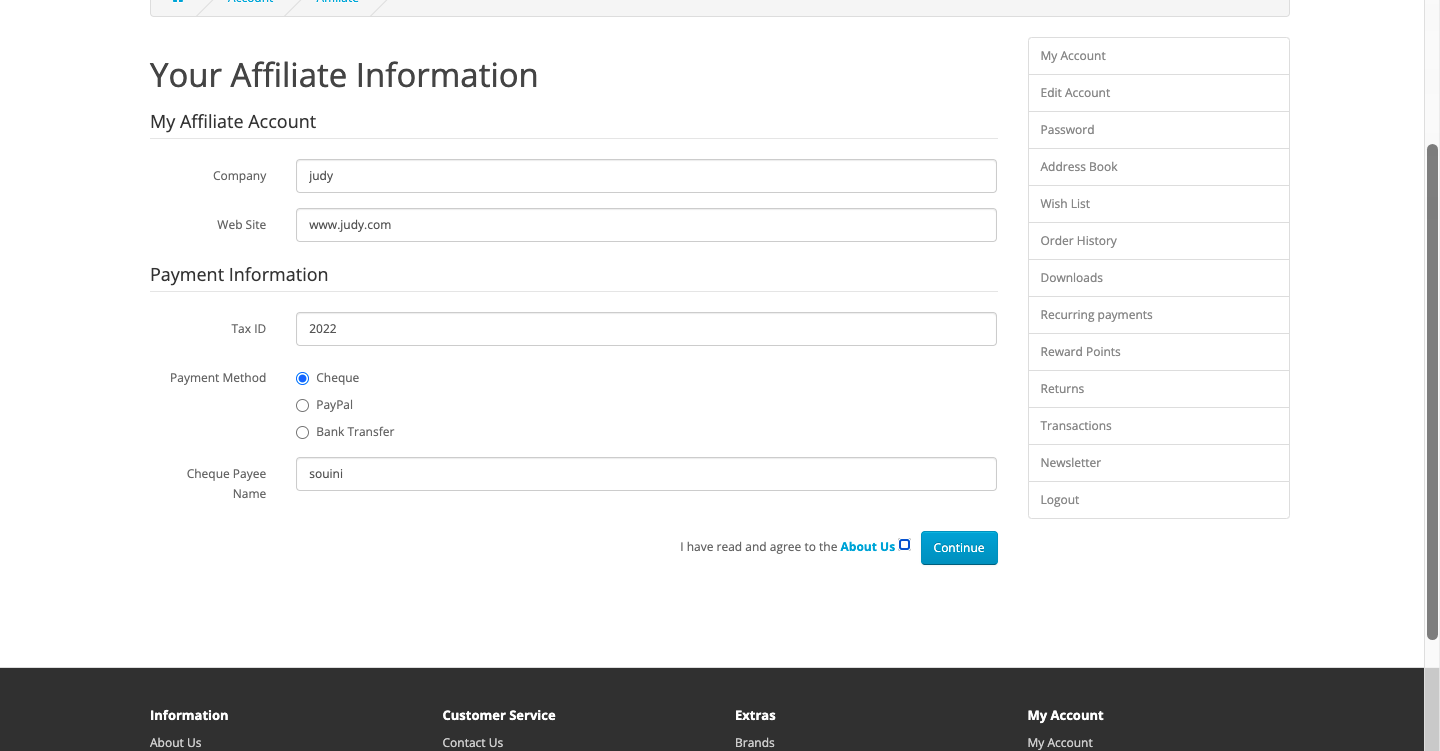 Account
Affiliate
Your Affiliate Information
My Affiliate Account
Company
judy
Web Site
www.judy.com
Payment Information
Tax ID
2022
Payment Method
Cheque
PayPal
Bank Transfer
Cheque Payee
Name
souini
I have read and agree to the About Us
Continue
My Account
Edit Account
Password
Address Book
Wish List
Order History
Downloads
Recurring payments
Reward Points
Returns
Transactions
Newsletter
Logout
Information
About Us
Customer Service
Contact Us
Extras
Brands
My Account
My Account